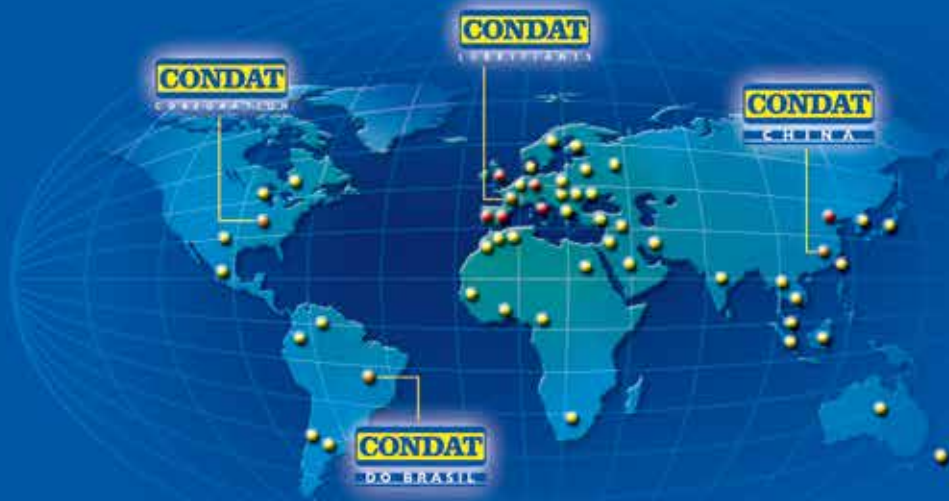 CONDAT
LUBRIFIANTS
CONDAT
CORPORATION
CONDAT
CHINA
CONDAT
DO BRASIL